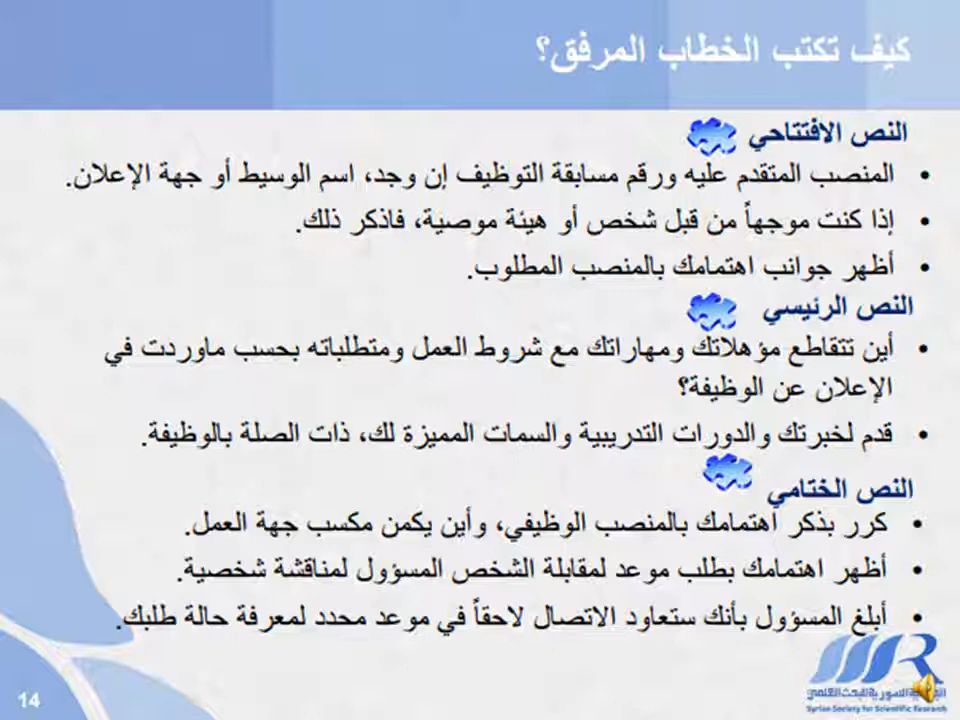 كيف تكتب الخطاب المرفق؟
النص الافتتاحي
• المنصب المتقدم عليه ورقم مسابقة التوظيف إن وجد، اسم الوسيط أو جهة الإعلان.
• إذا كنت موجهاً من قبل شخص أو هيئة موصية، فاذكر ذلك.
• أظهر جوانب اهتمامك بالمنصب المطلوب.
النص الرئيسي
• أين تتقاطع مؤهلاتك ومهاراتك مع شروط العمل ومتطلباته بحسب ماوردت في
الإعلان عن الوظيفة؟
• قدم لخبرتك والدورات التدريبية والسمات المميزة لك، ذات الصلة بالوظيفة.
النص الختامي
• كرر بذكر اهتمامك بالمنصب الوظيفي، وأين يكمن مكسب جهة العمل.
• أظهر اهتمامك بطلب موعد لمقابلة الشخص المسؤول لمناقشة شخصية.
• أبلغ المسؤول بأنك ستعاود الاتصال لاحقاً في موعد محدد لمعرفة حالة طلبك.
Syrian Society for Scientific Research
14